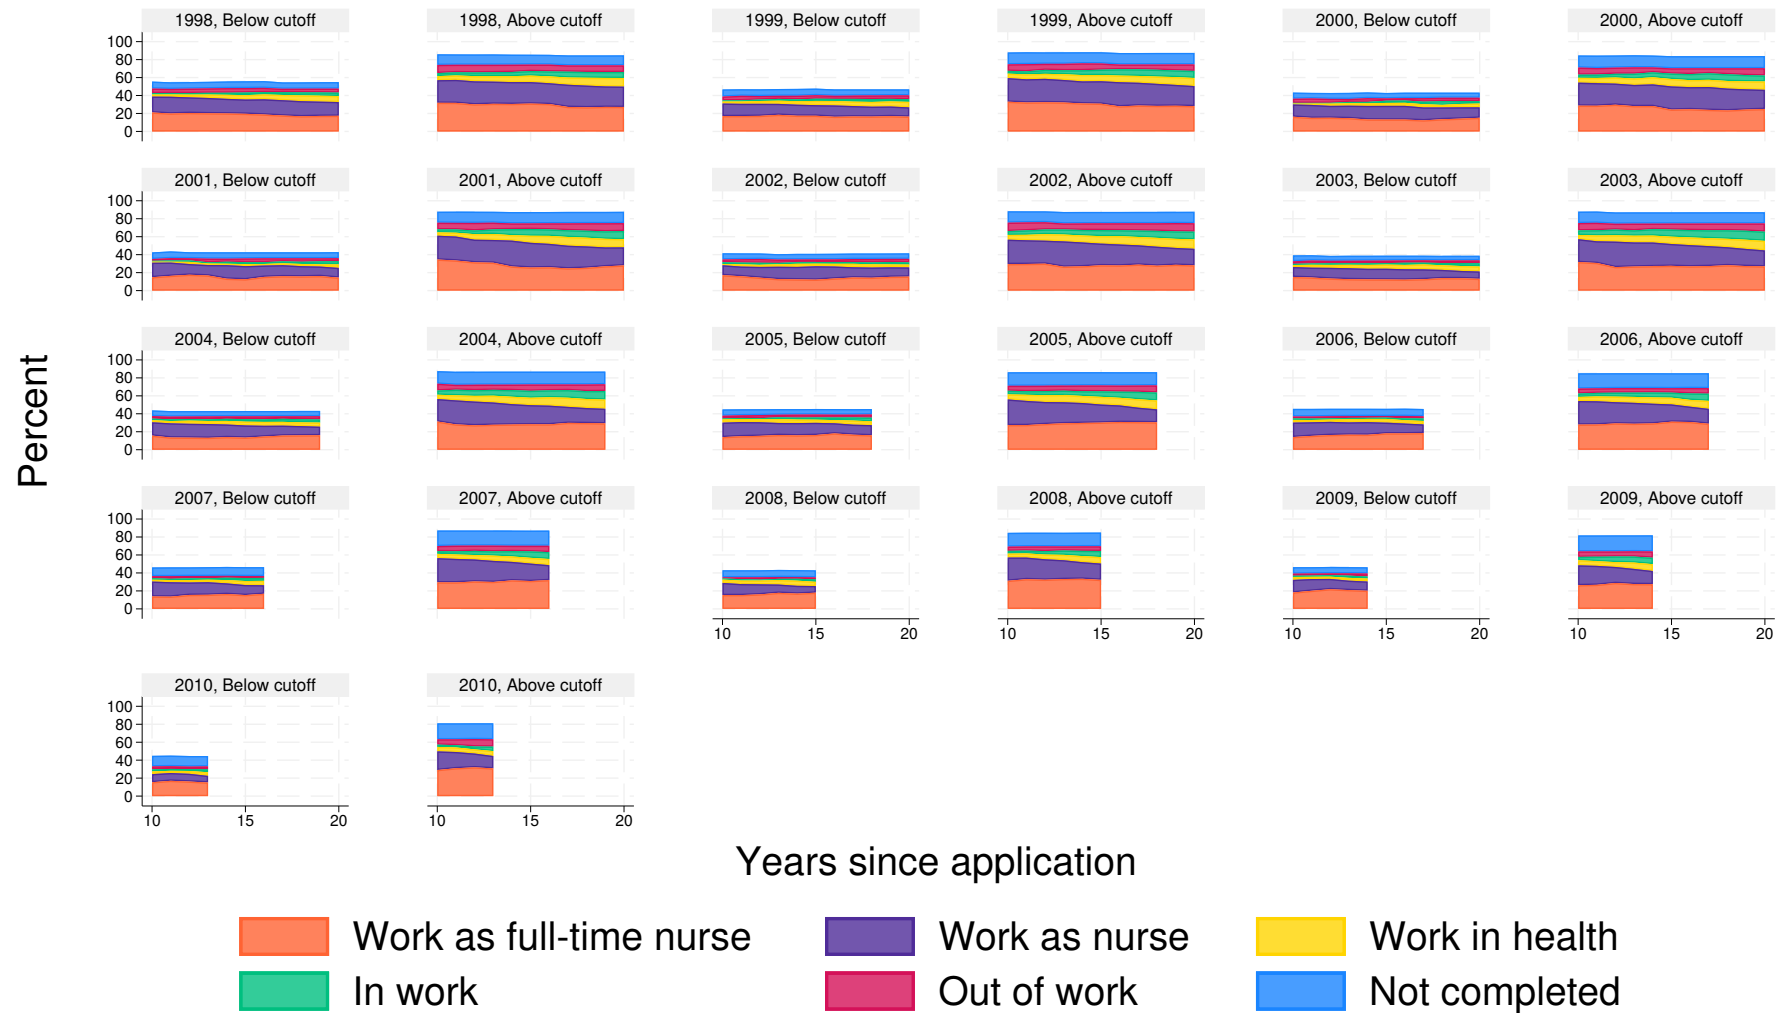 1998, Below cutoff
1998, Above cutoff
1999, Below cutoff
1999, Above cutoff
2000, Below cutoff
2000, Above cutoff
100
80
60
40
20
0
2001, Below cutoff
2001, Above cutoff
2002, Below cutoff
2002, Above cutoff
2003, Below cutoff
2003, Above cutoff
100
80
60
40
20
0
2004, Below cutoff
2004, Above cutoff
2005, Below cutoff
2005, Above cutoff
2006, Below cutoff
2006, Above cutoff
100
80
60
40
20
0
Percent
2007, Below cutoff
2007, Above cutoff
2008, Below cutoff
2008, Above cutoff
2009, Below cutoff
2009, Above cutoff
100
80
60
40
20
0
10 15 20
10 15 20
10 15 20
10 15 20
2010, Below cutoff
2010, Above cutoff
100
80
60
40
20
0
10 15 20
10 15 20
Years since application
Work as full-time nurse
Work as nurse
Work in health
In work
Out of work
Not completed